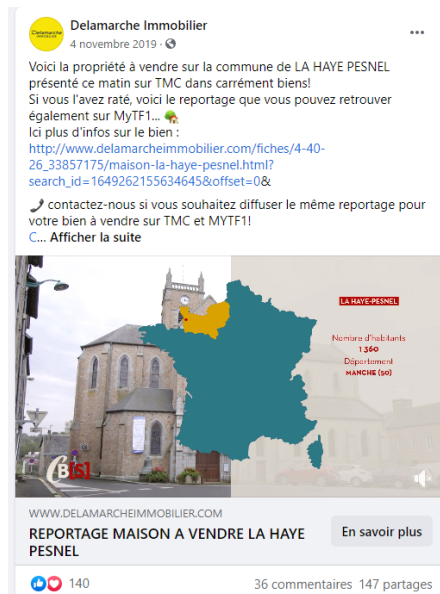 Delamarche Immobilier
Delamarche
IMMOBILIER
4 novembre 2019 ·
Voici la propriété à vendre sur la commune de LA HAYE PESNEL
présenté ce matin sur TMC dans carrément biens!
Si vous l'avez raté, voici le reportage que vous pouvez retrouver
également sur MyTF1...
Ici plus d'infos sur le bien :
http://www.delamarcheimmobilier.com/fiches/4-40-
26_33857175/maison-la-haye-pesnel.html?
search_id=1649262155634645&offset=0&
contactez-nous si vous souhaitez diffuser le même reportage pour
votre bien à vendre sur TMC et MYTF1!
C... Afficher la suite
LA HAYE-PESNEL
Nombre d'habitants
1 360
Département
MANCHE (50)
CB[S]
WWW.DELAMARCHEIMMOBILIER.COM
REPORTAGE MAISON A VENDRE LA HAYE
PESNEL
En savoir plus
140
36 commentaires 147 partages